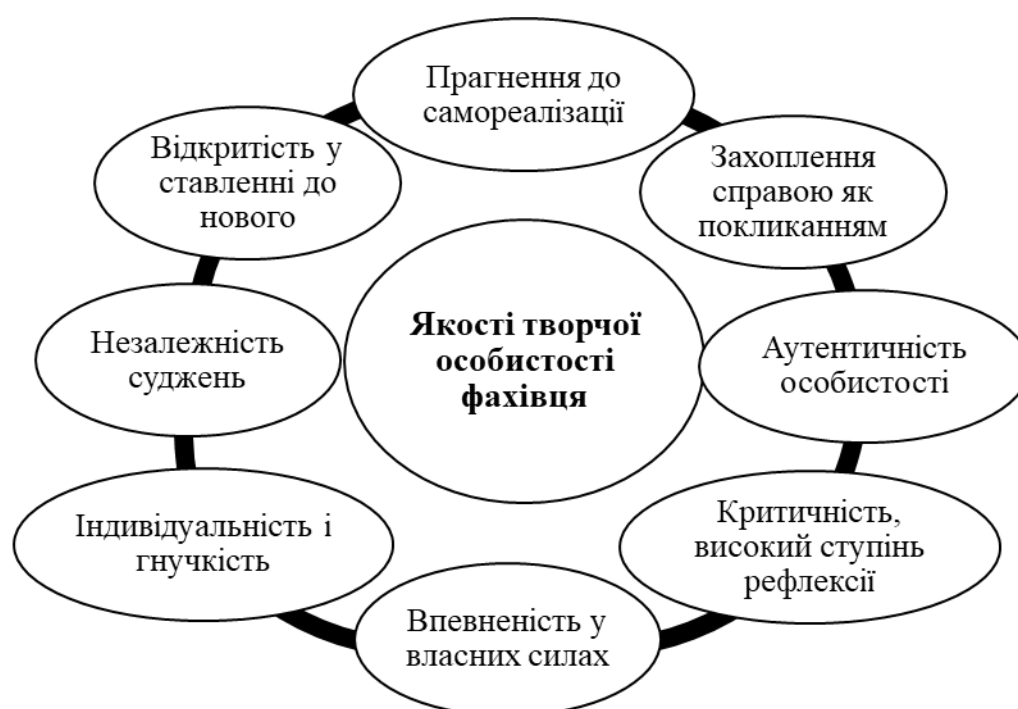 Прагнення до
самореалізації
Захоплення
справою як
покликанням
Аутентичність
особистості
Критичність,
високий ступінь
рефлексії
Впевненість у
власних силах
Індивідуальність і
гнучкість
Незалежність
суджень
Відкритість у
ставленні до
нового
Якості творчої
особистості
фахівця